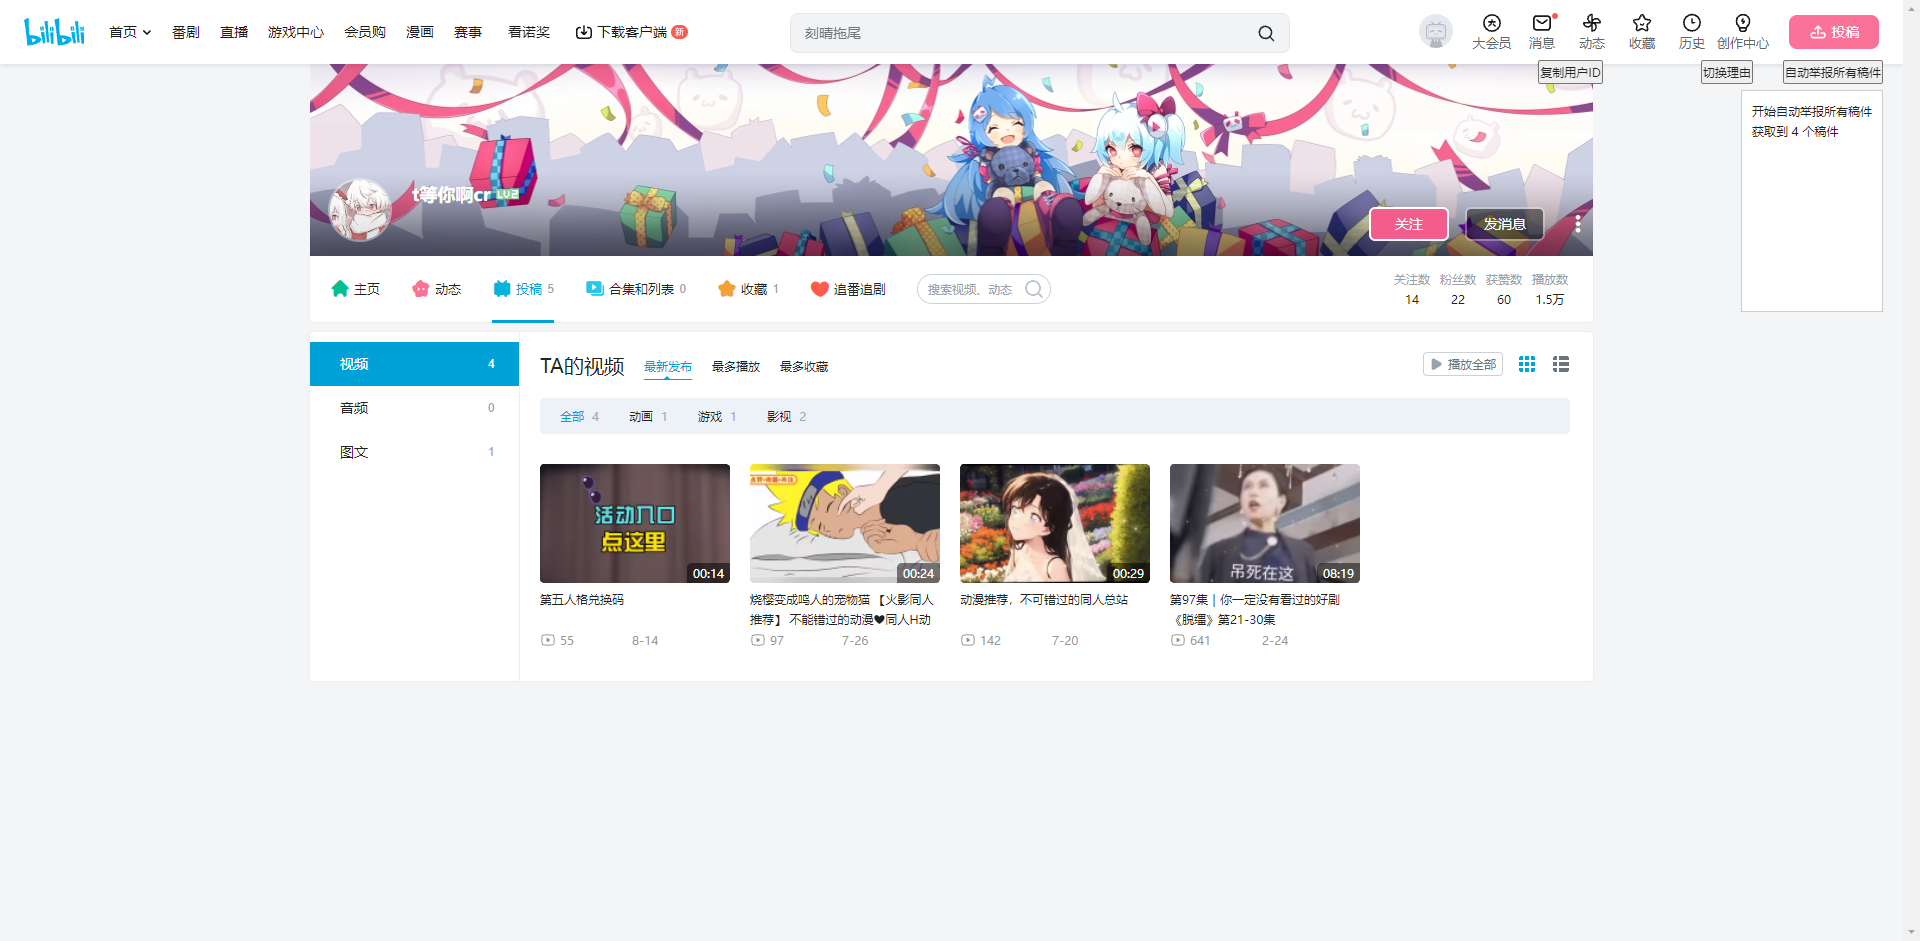 bilibili
首页
番剧
直播
游戏中心
会员购
漫画
赛事
看诺奖
下载客户端
新
刻晴拖尾
大会员
消息
动态
收藏
历史
创作中心
投稿
复制用户ID
切换理由
自动举报所有稿件
开始自动举报所有稿件
获取到 4 个稿件
t等你啊cr LV2
关注
发消息
主页
动态
投稿 5
合集和列表 0
收藏 1
追番追剧
搜索视频、动态
关注数 粉丝数 获赞数 播放数
14 22 60 1.5万
视频 4
音频 0
图文 1
TA的视频
最新发布
最多播放
最多收藏
播放全部
全部 4
动画 1
游戏 1
影视 2
活动入口
点这里
00:14
第五人格兑换码
55 8-14
00:24
烧樱变成鸣人的宠物猫 【火影同人
推荐】 不能错过的动漫❤同人H动
97 7-26
00:29
动漫推荐，不可错过的同人总站
142 7-20
吊死在这
08:19
第97集｜你一定没有看过的好剧
《脱缰》第21-30集
641 2-24